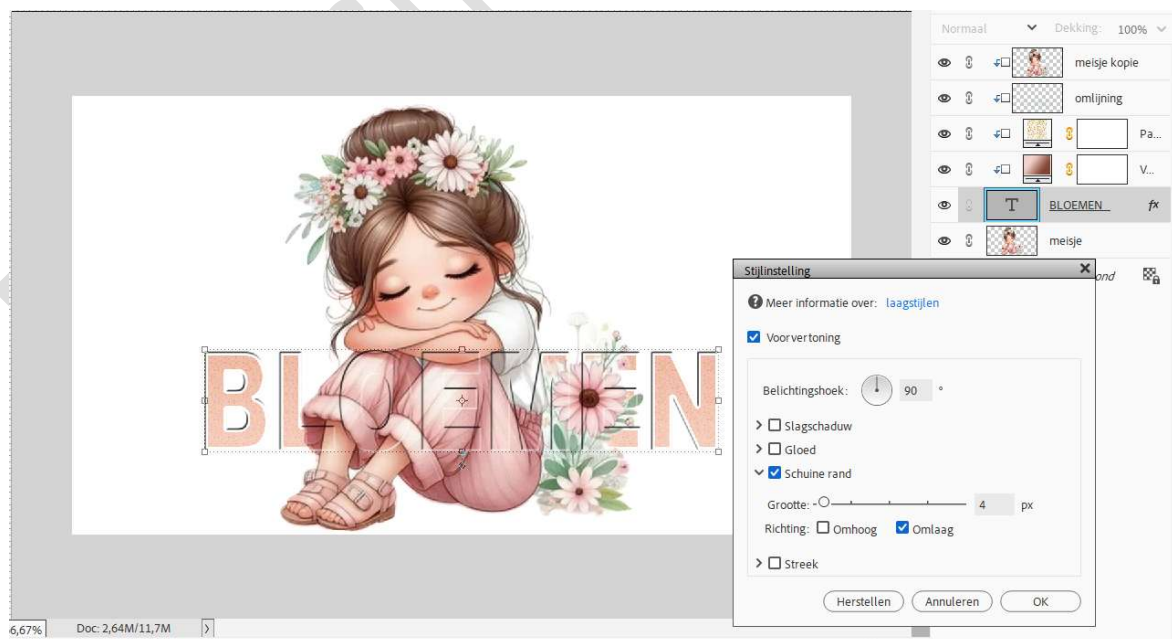 Normaal Dekking: 100%
meisje kopie
omlijning
Pa...
V...
T BLOEMEN fx
meisje
ond
BLOEMEN
Stijlinstelling
Meer informatie over: laagstijlen
Voorvertoning
Belichtingshoek: 90 °
Slagschaduw
Gloed
Schuine rand
Grootte: 4 px
Richting: Omhoog Omlaag
Streek
Herstellen Annuleren OK
6,67% Doc: 2,64M/11,7M